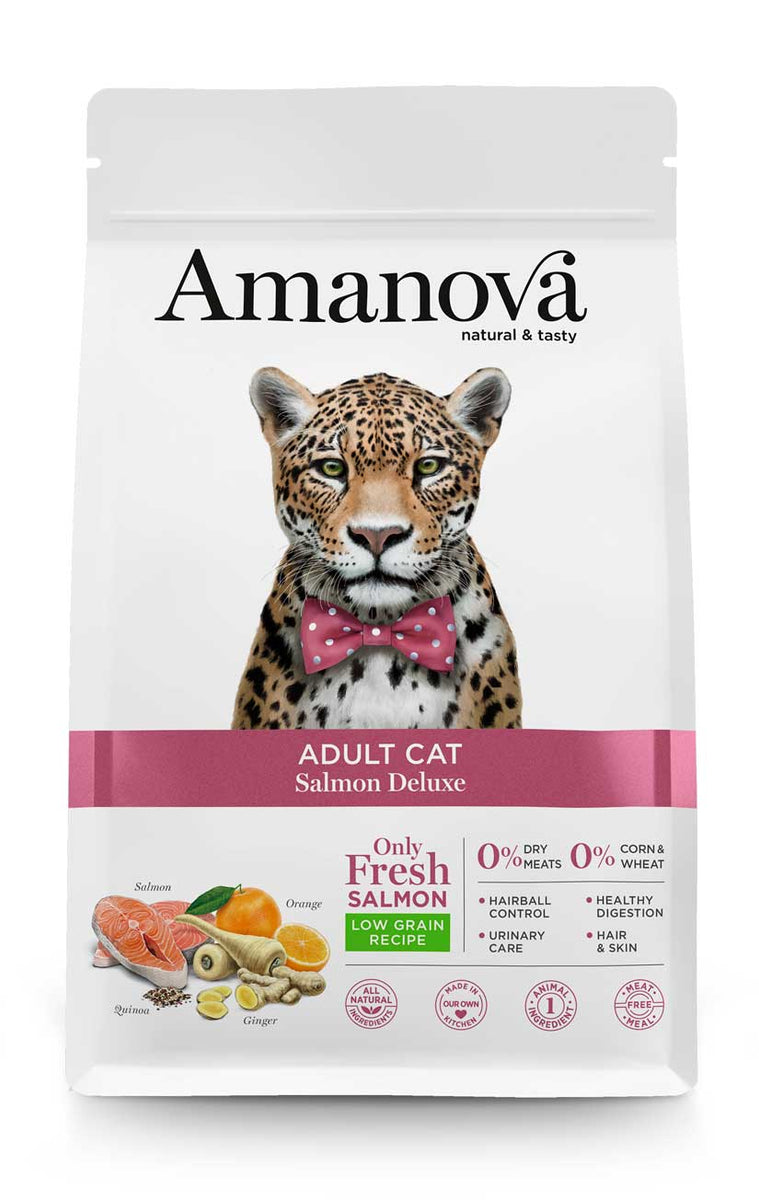 Amanova
natural & tasty
ADULT CAT
Salmon Deluxe
Only
Fresh
SALMON
LOW GRAIN
RECIPE
0% DRY
MEATS
0% CORN &
WHEAT
• HAIRBALL
CONTROL
• HEALTHY
DIGESTION
• URINARY
CARE
• HAIR
& SKIN
Salmon
Orange
Quinoa
Ginger
ALL
NATURAL
INGREDIENTS
MADE IN
OUR OWN
KITCHEN
ANIMAL
1
INGREDIENT
MEAT
FREE
MEAL